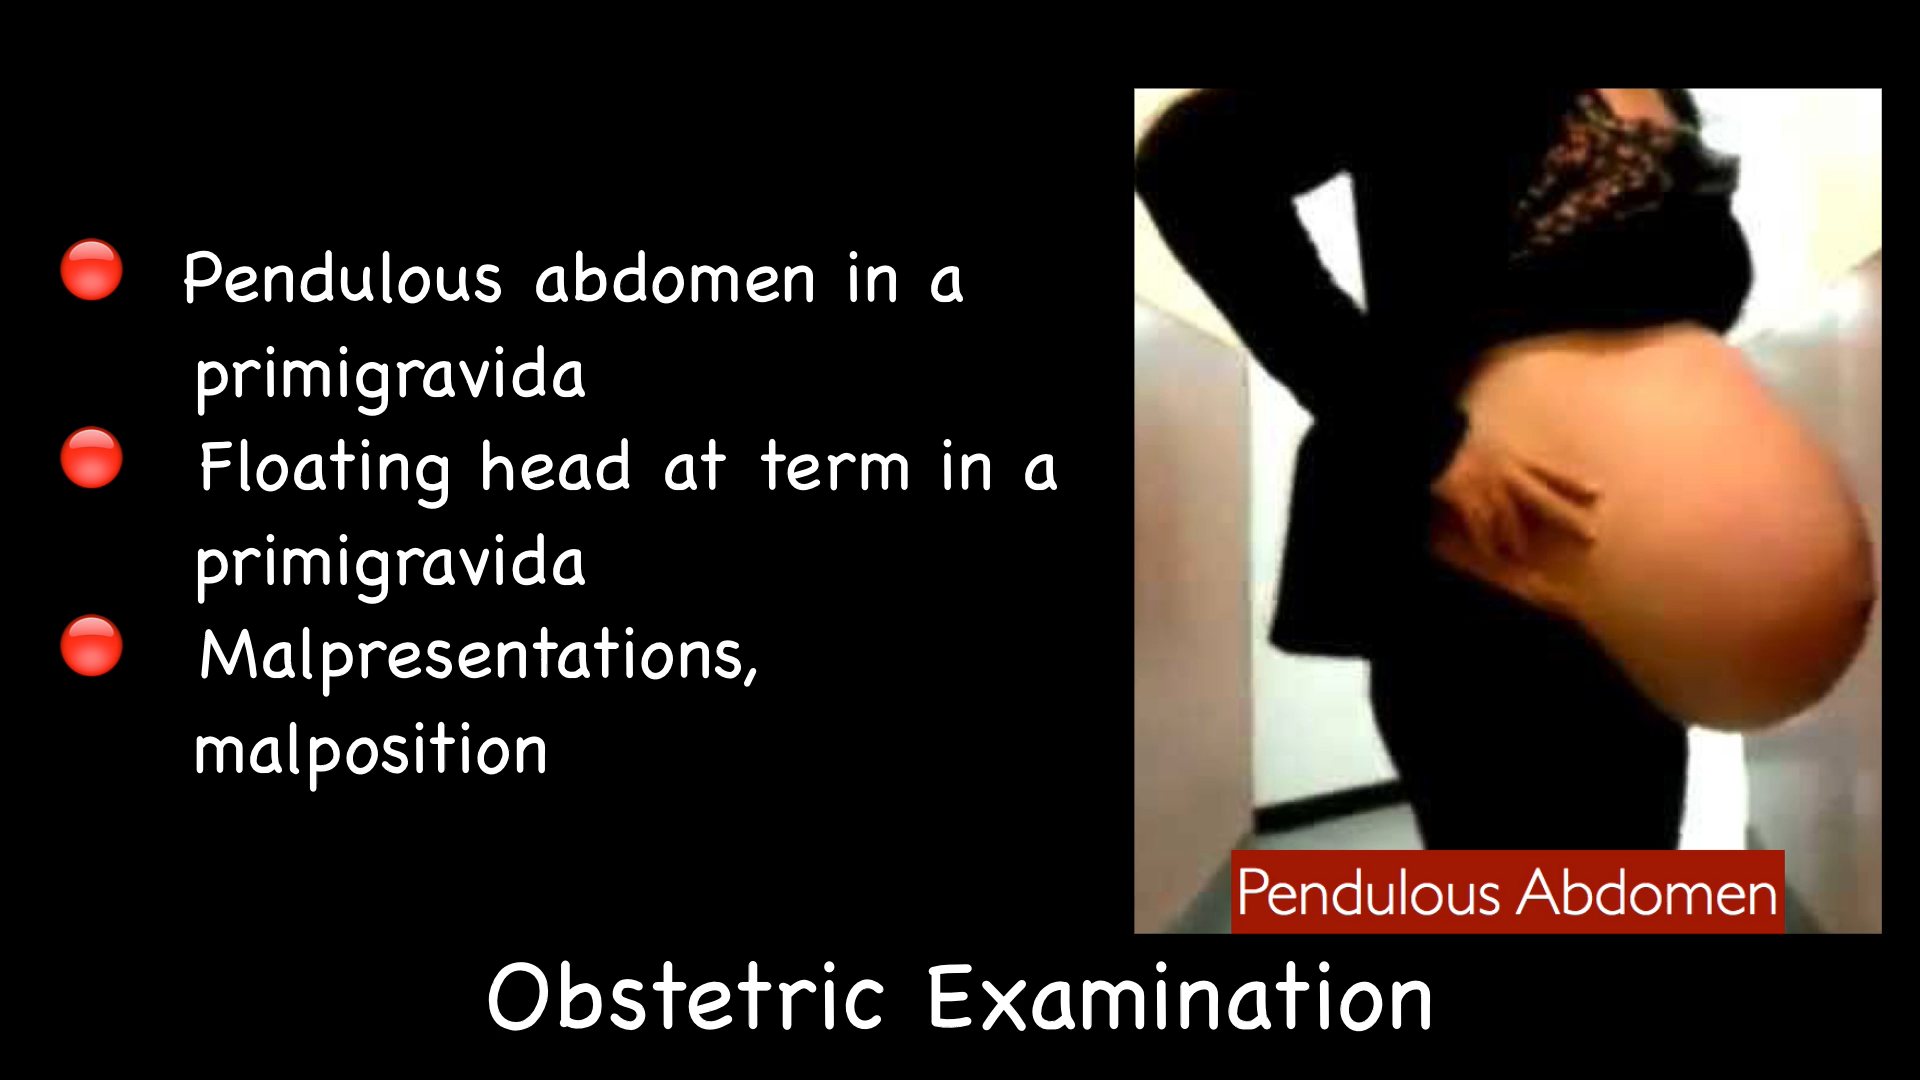 Pendulous abdomen in a
primigravida
Floating head at term in a
primigravida
Malpresentations,
malposition
Pendulous Abdomen
Obstetric Examination